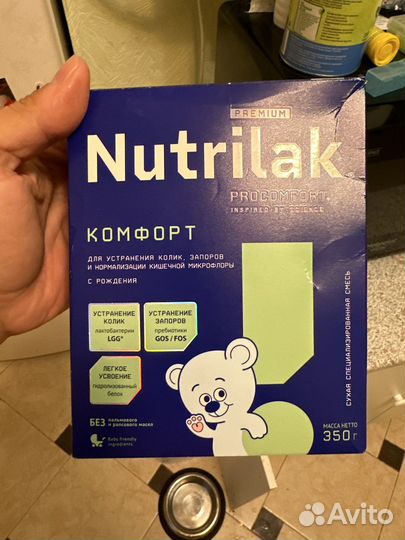 PREMIUM
Nutrilak
PROCOMFORT
INSPIRED BY SCIENCE
КОМФОРТ
ДЛЯ УСТРАНЕНИЯ КОЛИК, ЗАПОРОВ
И НОРМАЛИЗАЦИИ КИШЕЧНОЙ МИКРОФЛОРЫ
С РОЖДЕНИЯ
УСТРАНЕНИЕ
КОЛИК
лактобактерии
LGG®
УСТРАНЕНИЕ
ЗАПОРОВ
пребиотики
GOS / FOS
ЛЕГКОЕ
УСВОЕНИЕ
гидролизованный
белок
БЕЗ пальмового
и рапсового масел
Baby friendly
ingredients
СУХАЯ СПЕЦИАЛИЗИРОВАННАЯ СМЕСЬ
МАССА НЕТТО
350 г
Avito